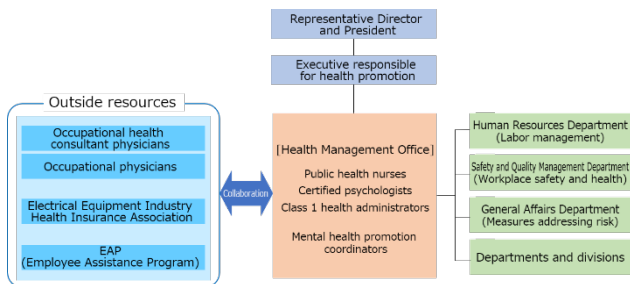 Representative Director
and President
Executive responsible
for health promotion
Outside resources
Occupational health
consultant physicians
Occupational physicians
Electrical Equipment Industry
Health Insurance Association
EAP
(Employee Assistance Program)
Collaboration
[Health Management Office]
Public health nurses
Certified psychologists
Class 1 health administrators
Mental health promotion
coordinators
Human Resources Department
(Labor management)
Safety and Quality Management Department
(Workplace safety and health)
General Affairs Department
(Measures addressing risk)
Departments and divisions